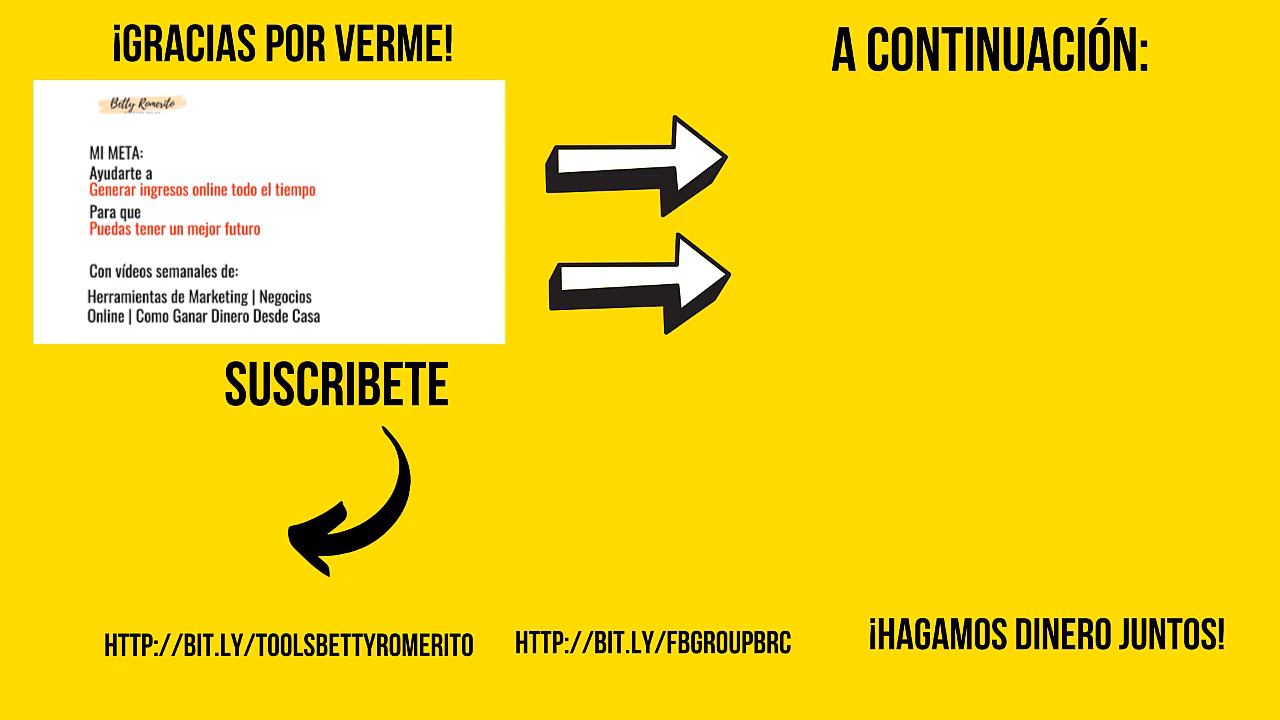 ¡GRACIAS POR VERME!
A CONTINUACIÓN:
Betty Romerito
MI META:
Ayudarte a
Generar ingresos online todo el tiempo
Para que
Puedas tener un mejor futuro
Con vídeos semanales de:
Herramientas de Marketing | Negocios
Online | Como Ganar Dinero Desde Casa
SUSCRIBETE
HTTP://BIT.LY/TOOLSBETTYROMERITO
HTTP://BIT.LY/FBGROUPBRC
¡HAGAMOS DINERO JUNTOS!